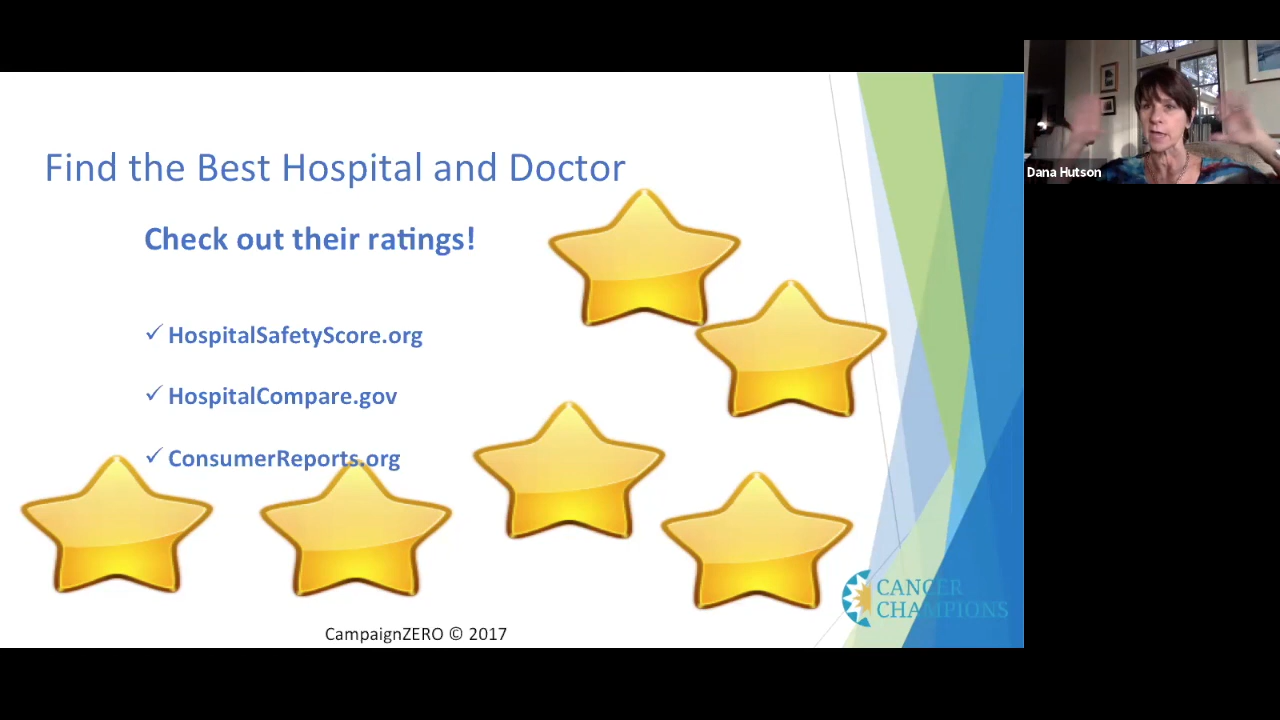 Find the Best Hospital and Doctor
Check out their ratings!
✓ HospitalSafetyScore.org
✓ HospitalCompare.gov
✓ ConsumerReports.org
CANCER
CHAMPIONS
CampaignZERO © 2017
Dana Hutson